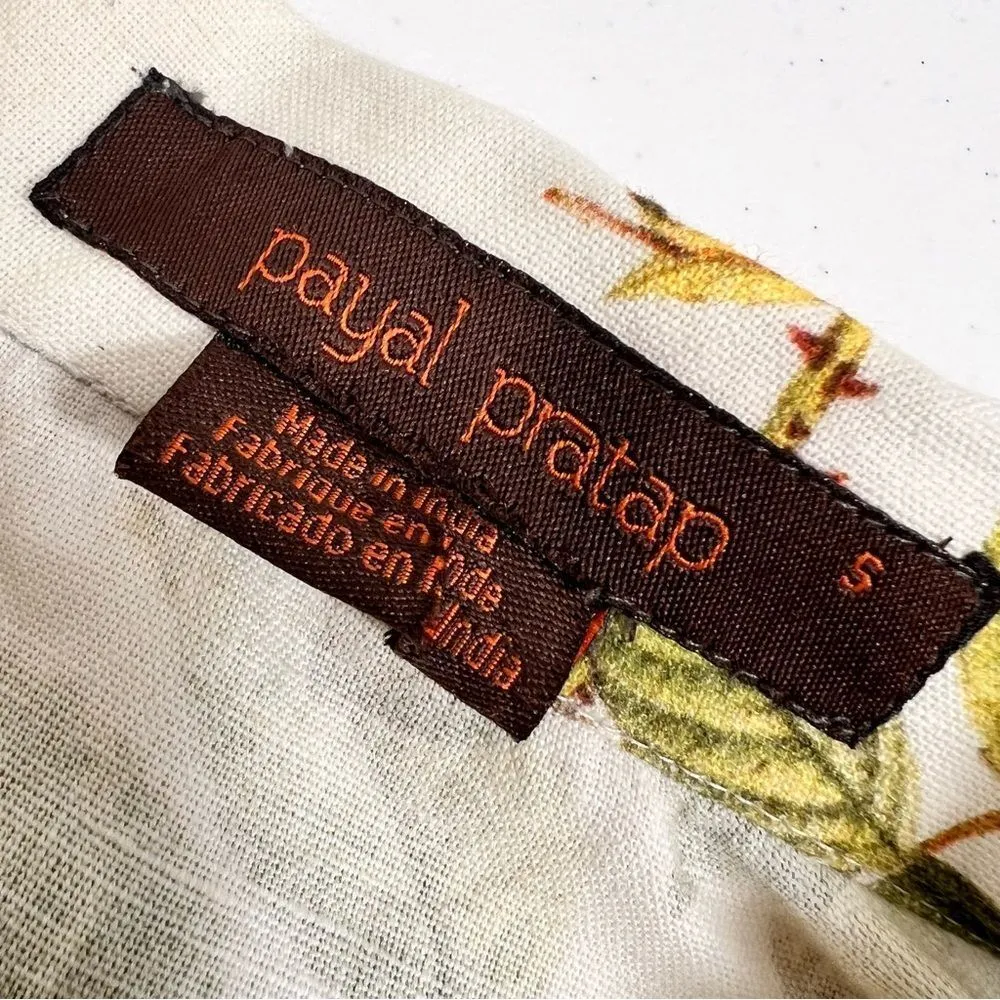 payal pratap
s
Made in India
Fabrique en Inde
Fabricado en India